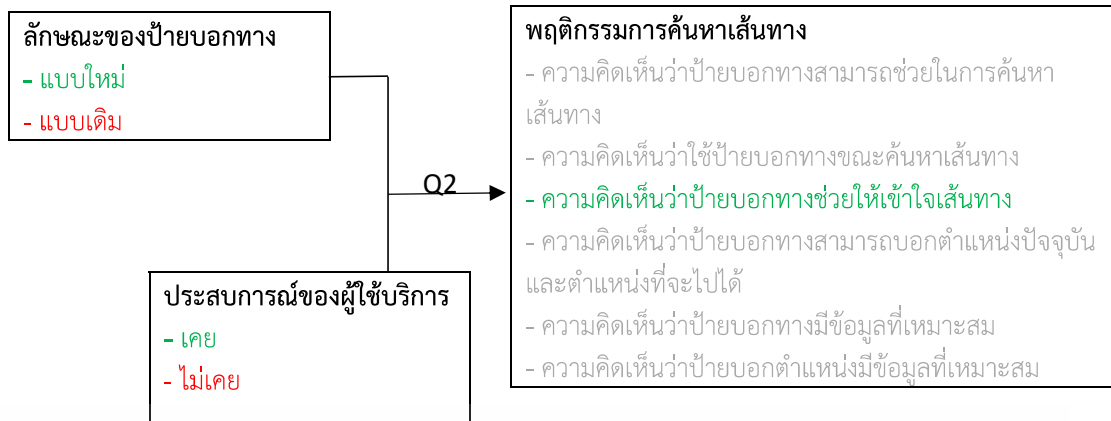 ลักษณะของป้ายบอกทาง
- แบบใหม่
- แบบเดิม
Q2
ประสบการณ์ของผู้ใช้บริการ
- เคย
- ไม่เคย
พฤติกรรมการค้นหาเส้นทาง
- ความคิดเห็นว่าป้ายบอกทางสามารถช่วยในการค้นหา
เส้นทาง
- ความคิดเห็นว่าใช้ป้ายบอกทางขณะค้นหาเส้นทาง
- ความคิดเห็นว่าป้ายบอกทางช่วยให้เข้าใจเส้นทาง
- ความคิดเห็นว่าป้ายบอกทางสามารถบอกตำแหน่งปัจจุบัน
และตำแหน่งที่จะไปได้
- ความคิดเห็นว่าป้ายบอกทางมีข้อมูลที่เหมาะสม
- ความคิดเห็นว่าป้ายบอกตำแหน่งมีข้อมูลที่เหมาะสม